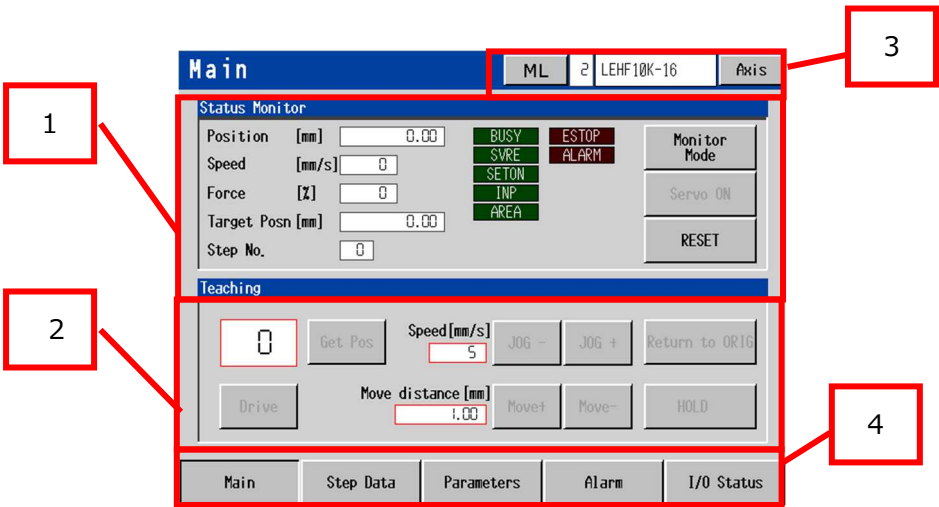 3
Main ML 2 LEHF10K-16 Axis
1
Status Monitor
Position [mm] 0.00 BUSY ESTOP Monitor Mode
Speed [mm/s] 0 SVRE ALARM
SETON
Force [%] 0 INP Servo ON
AREA
Target Posn [mm] 0.00
Step No. 0 RESET
Teaching
2
0 Get Pos Speed[mm/s] 5 JOG - JOG + Return to ORIG
Drive Move distance [mm] 1.00 Move+ Move- HOLD
4
Main Step Data Parameters Alarm I/O Status